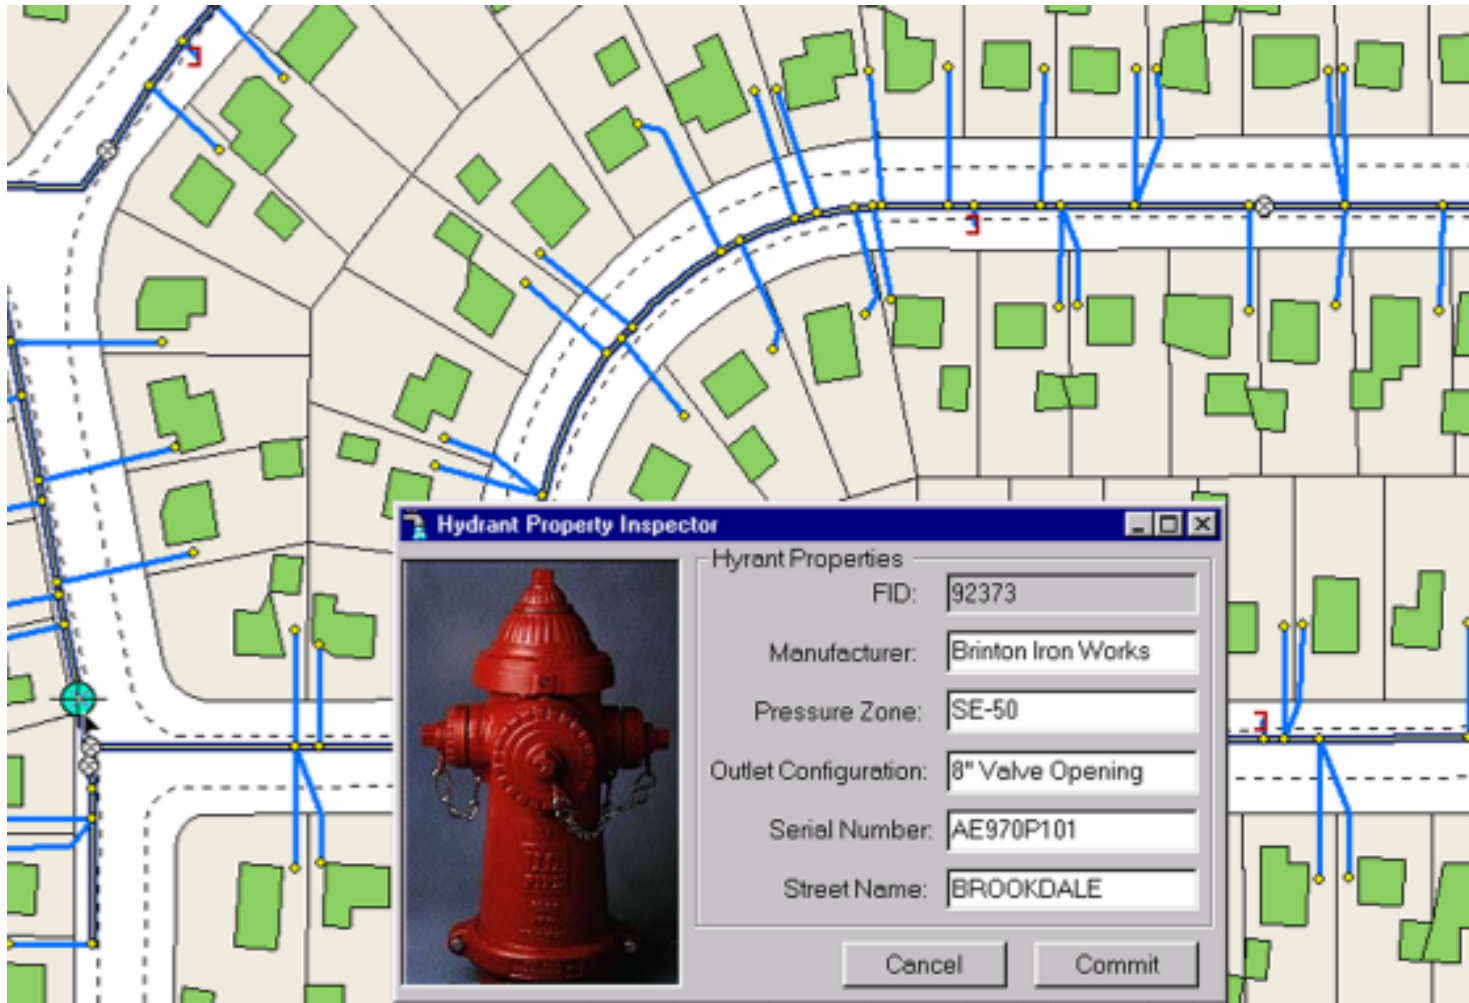 Hydrant Property Inspector
Hyrant Properties
FID: 92373
Manufacturer: Brinton Iron Works
Pressure Zone: SE-50
Outlet Configuration: 8" Valve Opening
Serial Number: AE970P101
Street Name: BROOKDALE
Cancel Commit